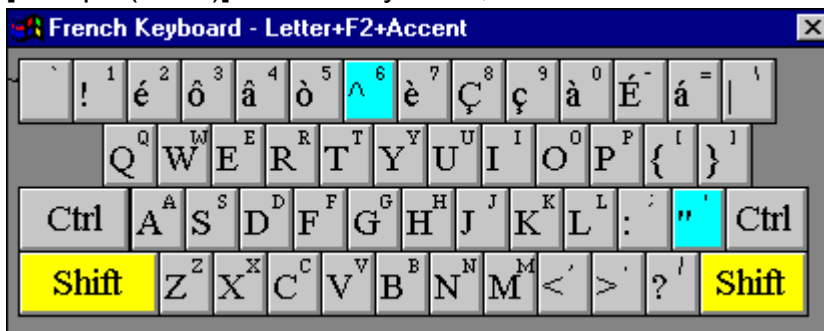 French Keyboard - Letter+F2+Accent
` ! 1 é 2 ô 3 â 4 ò 5 ^ 6 è 7 Ç 8 ç 9 à 0 É - á = | \
Q Q W W E E R R T T Y Y U U I I O O P P { [ } ]
Ctrl A A S S D D F F G G H H J J K K L L : ; " ' Ctrl
Shift Z Z X X C C V V B B N N M M < , > . ? / Shift